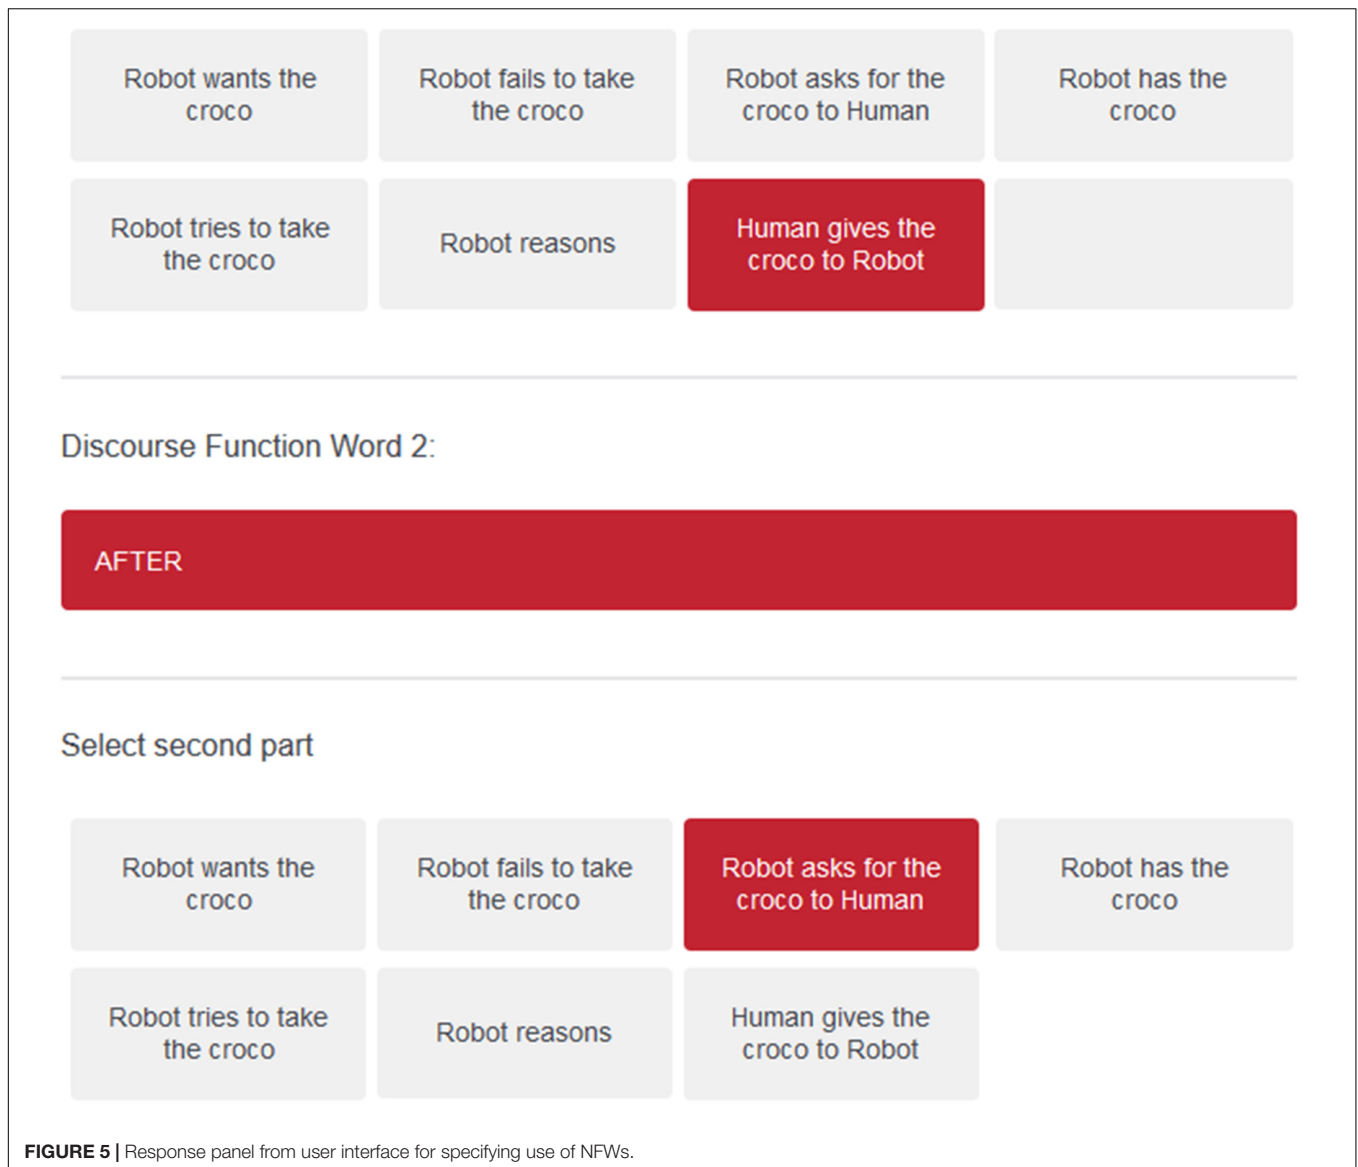 Robot wants the
croco
Robot fails to take
the croco
Robot asks for the
croco to Human
Robot has the
croco
Robot tries to take
the croco
Robot reasons
Human gives the
croco to Robot
Discourse Function Word 2:
AFTER
Select second part
Robot wants the
croco
Robot fails to take
the croco
Robot asks for the
croco to Human
Robot has the
croco
Robot tries to take
the croco
Robot reasons
Human gives the
croco to Robot
FIGURE 5 | Response panel from user interface for specifying use of NFWs.